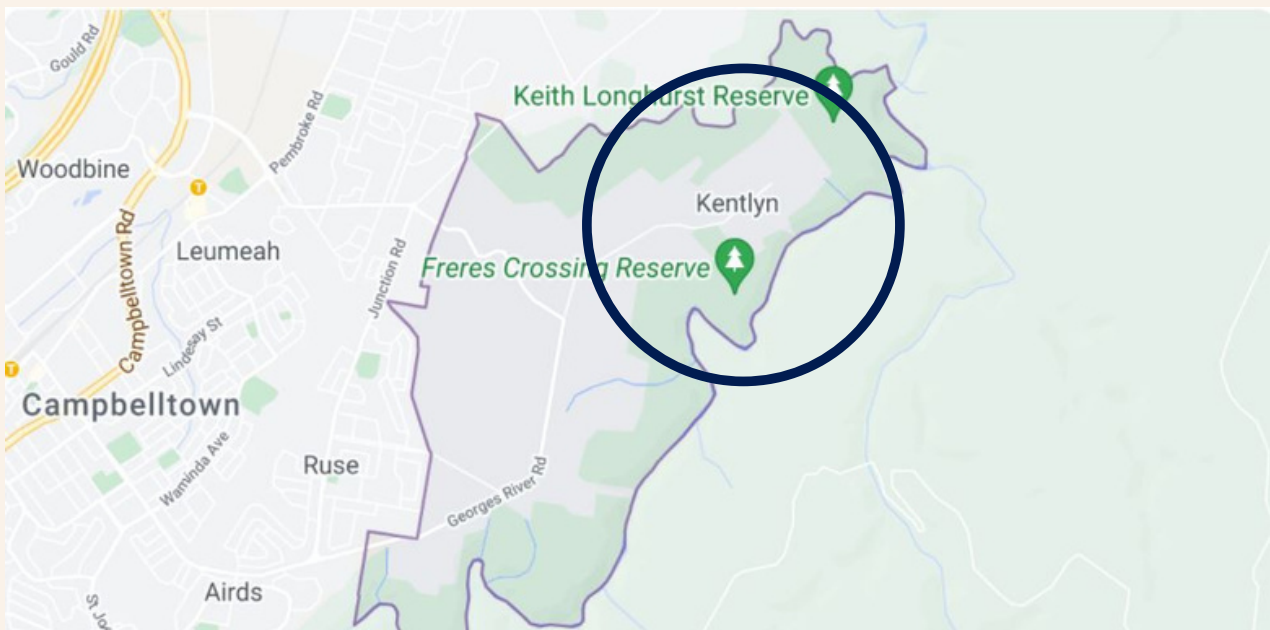 Gould Rd
Keith Longhurst Reserve
Pembroke Rd
Woodbine
T
Kentlyn
Campbelltown Rd
Leumeah
Junction Rd
Freres Crossing Reserve
Lindesay St
T
Campbelltown
Waminda Ave
Ruse
Georges River Rd
Airds